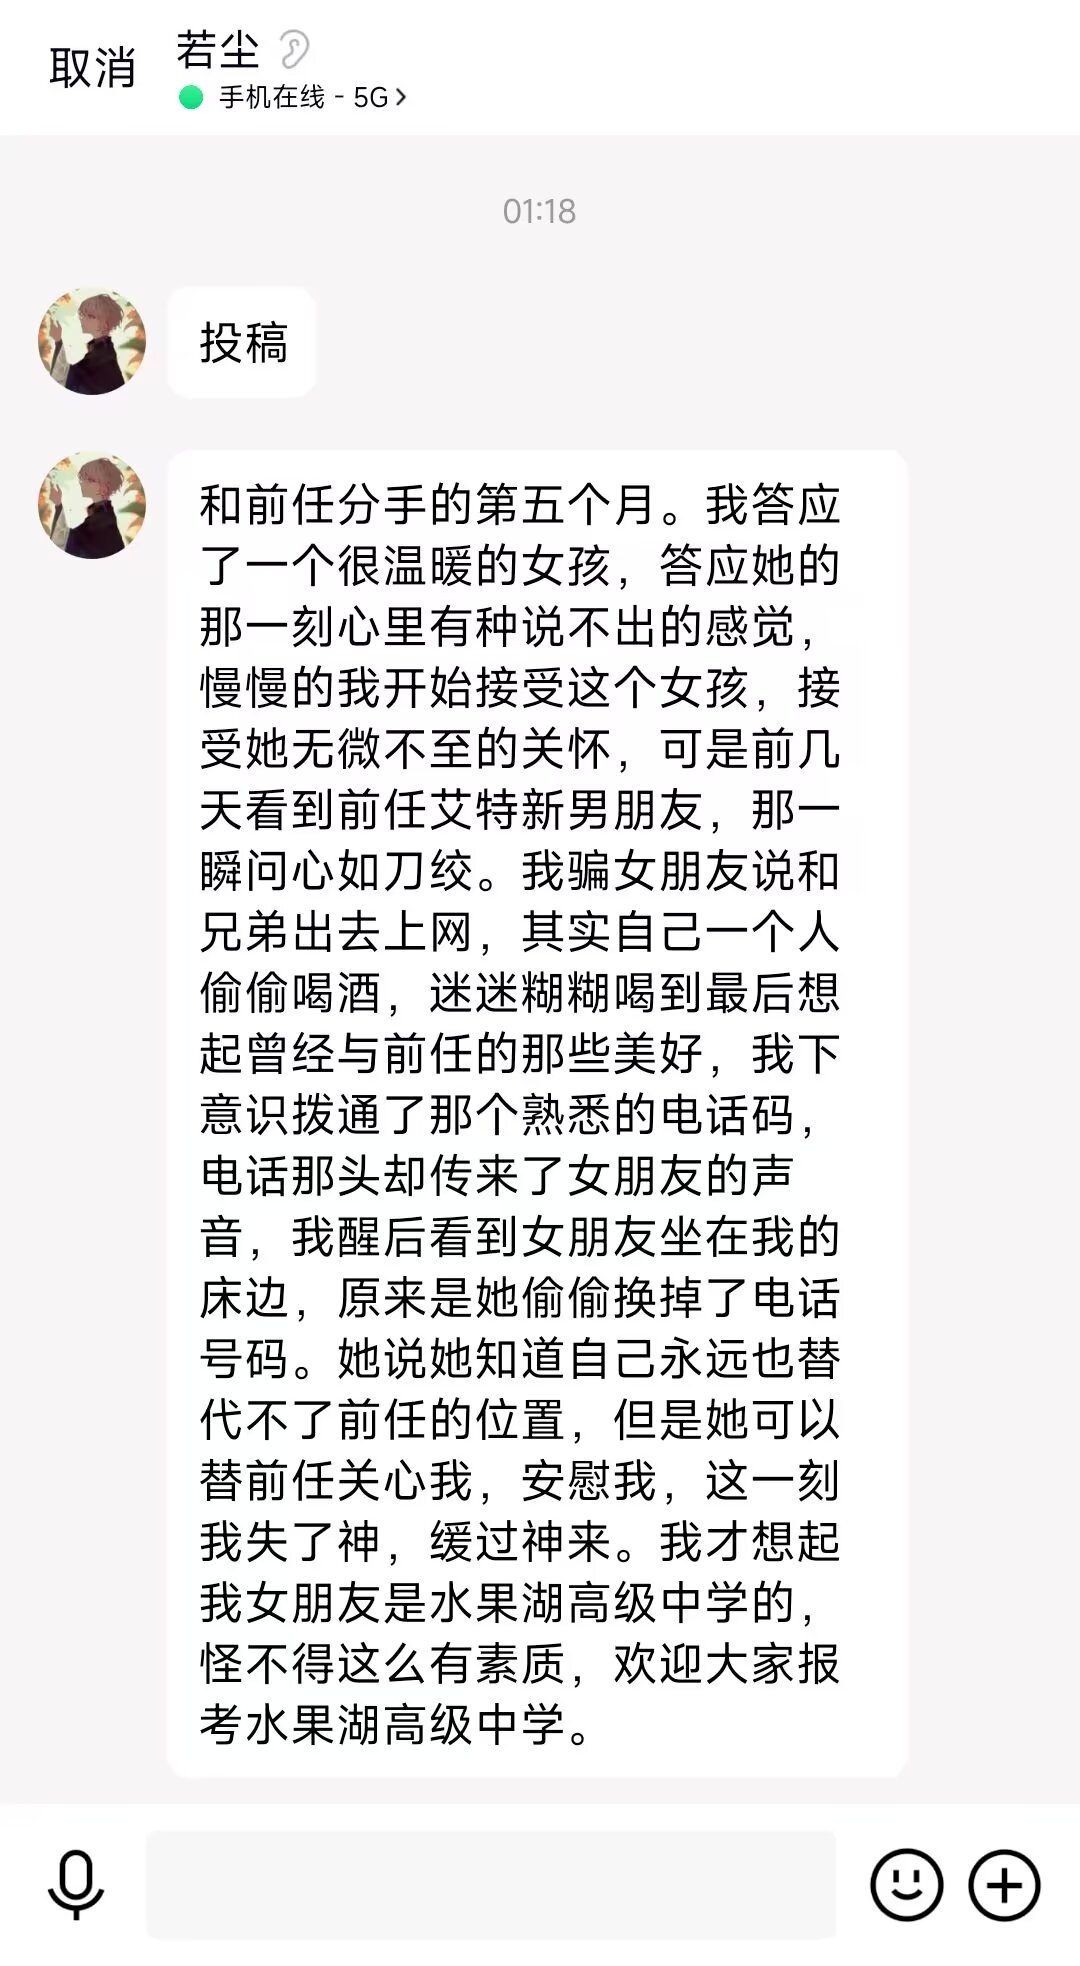 取消
若尘
手机在线 - 5G
01:18
投稿
和前任分手的第五个月。我答应
了一个很温暖的女孩，答应她的
那一刻心里有种说不出的感觉，
慢慢的我开始接受这个女孩，接
受她无微不至的关怀，可是前几
天看到前任艾特新男朋友，那一
瞬问心如刀绞。我骗女朋友说和
兄弟出去上网，其实自己一个人
偷偷喝酒，迷迷糊糊喝到最后想
起曾经与前任的那些美好，我下
意识拨通了那个熟悉的电话码，
电话那头却传来了女朋友的声
音，我醒后看到女朋友坐在我的
床边，原来是她偷偷换掉了电话
号码。她说她知道自己永远也替
代不了前任的位置，但是她可以
替前任关心我，安慰我，这一刻
我失了神，缓过神来。我才想起
我女朋友是水果湖高级中学的，
怪不得这么有素质，欢迎大家报
考水果湖高级中学。